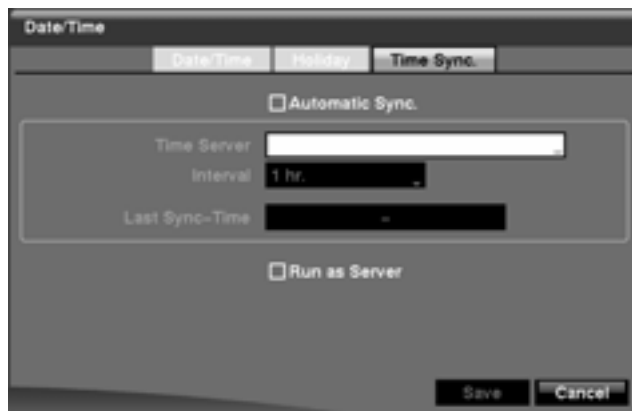 Date/Time
Date/Time Holiday Time Sync.
Automatic Sync.
Time Server
Interval 1 hr.
Last Sync-Time -
Run as Server
Save Cancel